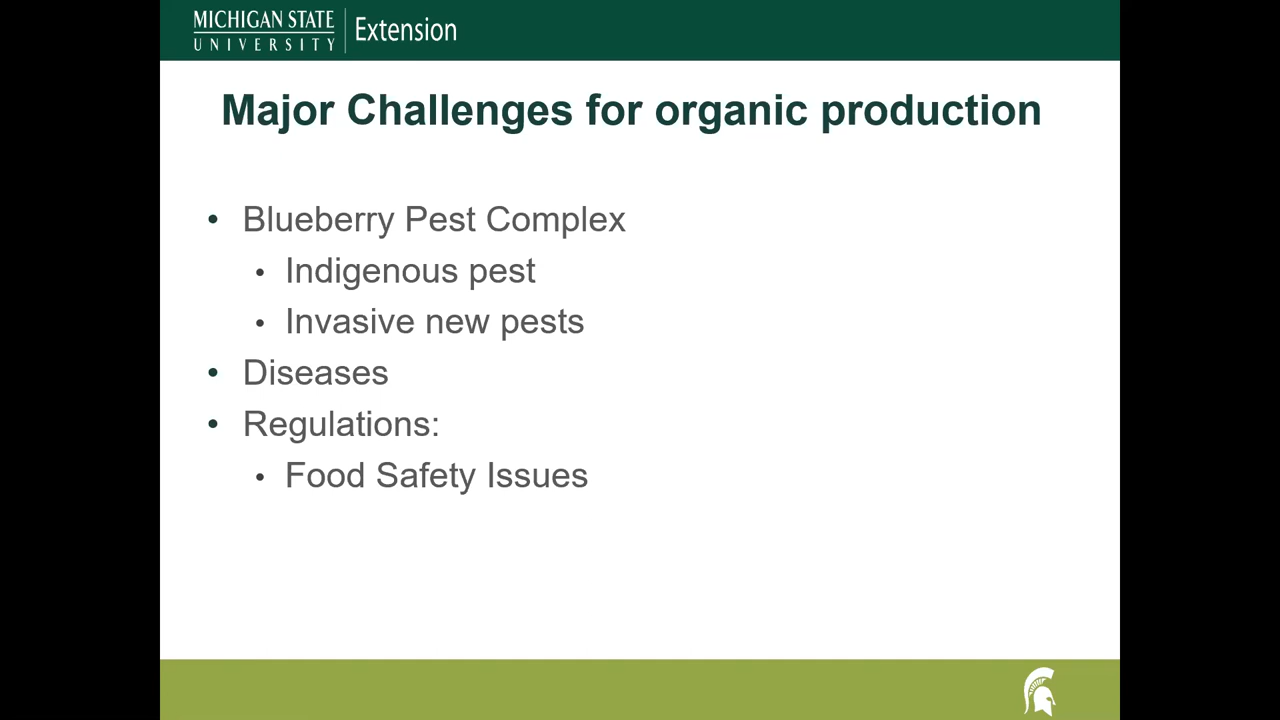 MICHIGAN STATE
UNIVERSITY
Extension
Major Challenges for organic production
• Blueberry Pest Complex
• Indigenous pest
• Invasive new pests
• Diseases
• Regulations:
• Food Safety Issues